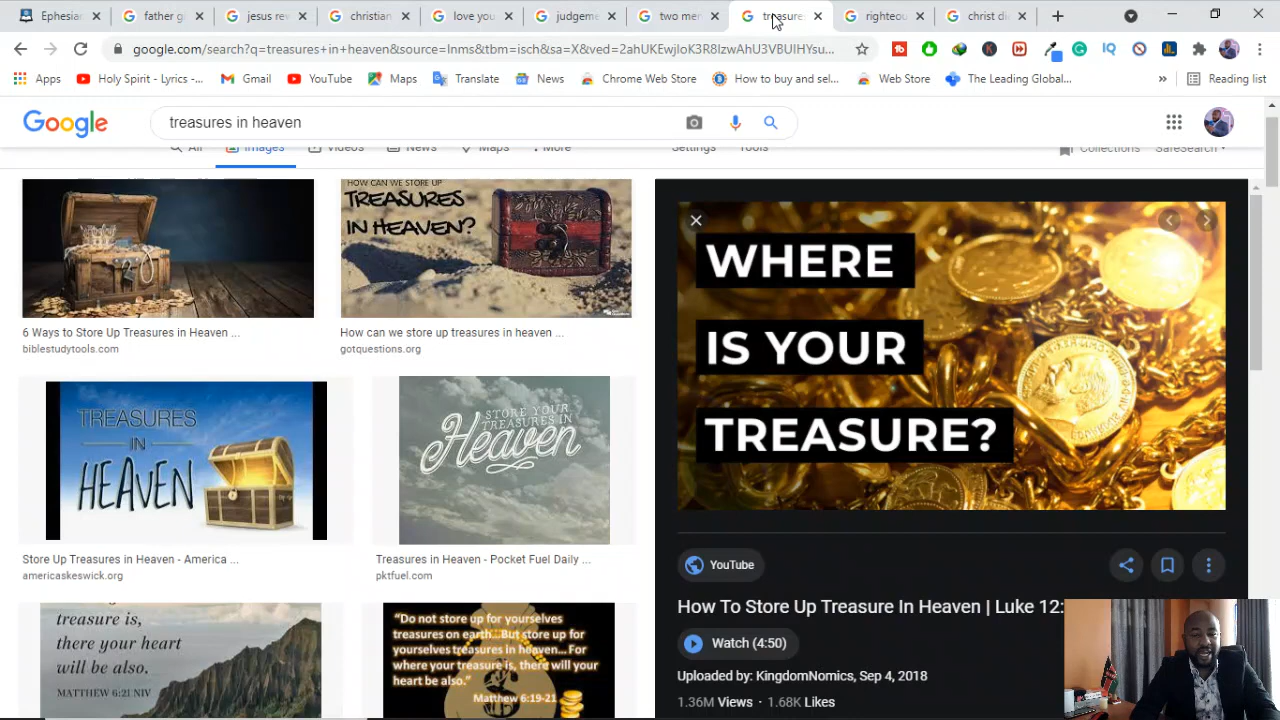 Ephesian
father g
jesus rev
christian
love you
judgeme
two mer
treasure
righteou
christ die
google.com/search?q=treasures+in+heaven&source=lnms&tbm=isch&sa=X&ved=2ahUKEwjloK3R8IzwAhU3VBUIHYsu...
Apps
Holy Spirit - Lyrics -...
Gmail
YouTube
Maps
Translate
News
Chrome Web Store
How to buy and sel...
Web Store
The Leading Global...
»
Reading list
Google
treasures in heaven
All
Images
Videos
News
Maps
More
Settings
Tools
Collections
SafeSearch
HOW CAN WE STORE UP
TREASURES
IN HEAVEN?
6 Ways to Store Up Treasures in Heaven ...
biblestudytools.com
How can we store up treasures in heaven ...
gotquestions.org
TREASURES
IN
HEAVEN
STORE YOUR
TREASURES IN
Heaven
Store Up Treasures in Heaven - America ...
americaskeswick.org
Treasures in Heaven - Pocket Fuel Daily ...
pktfuel.com
treasure is,
there your heart
will be also.
MATTHEW 6:21 NIV
“Do not store up for yourselves
treasures on earth...But store up for
yourselves treasures in heaven...For
where your treasure is, there will your
heart be also.”
Matthew 6:19-21
WHERE
IS YOUR
TREASURE?
YouTube
How To Store Up Treasure In Heaven | Luke 12:
Watch (4:50)
Uploaded by: KingdomNomics, Sep 4, 2018
1.36M Views · 1.68K Likes